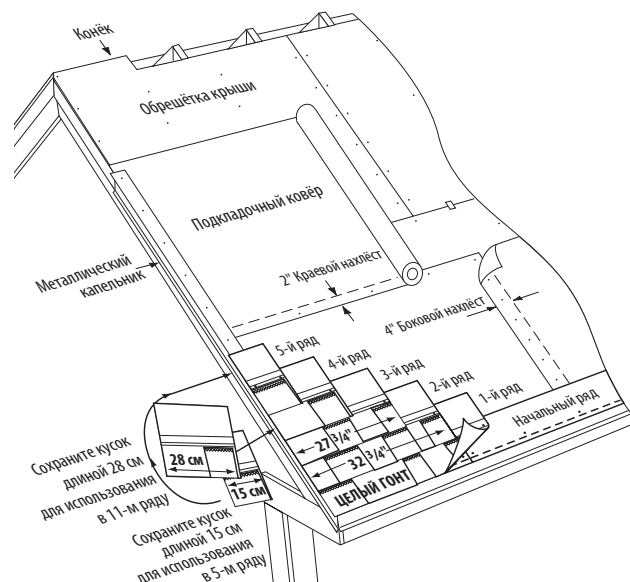 Конёк
Обрешётка крыши
Подкладочный ковёр
Металлический
капельник
2" Краевой нахлёст
4" Боковой нахлёст
5-й ряд
4-й ряд
3-й ряд
2-й ряд
1-й ряд
Начальный ряд
27 3/4"
32 3/4"
ЦЕЛЫЙ ГОНТ
28 см
15 см
Сохраните кусок
длиной 28 см
для использования
в 11-м ряду
Сохраните кусок
длиной 15 см
для использования
в 5-м ряду